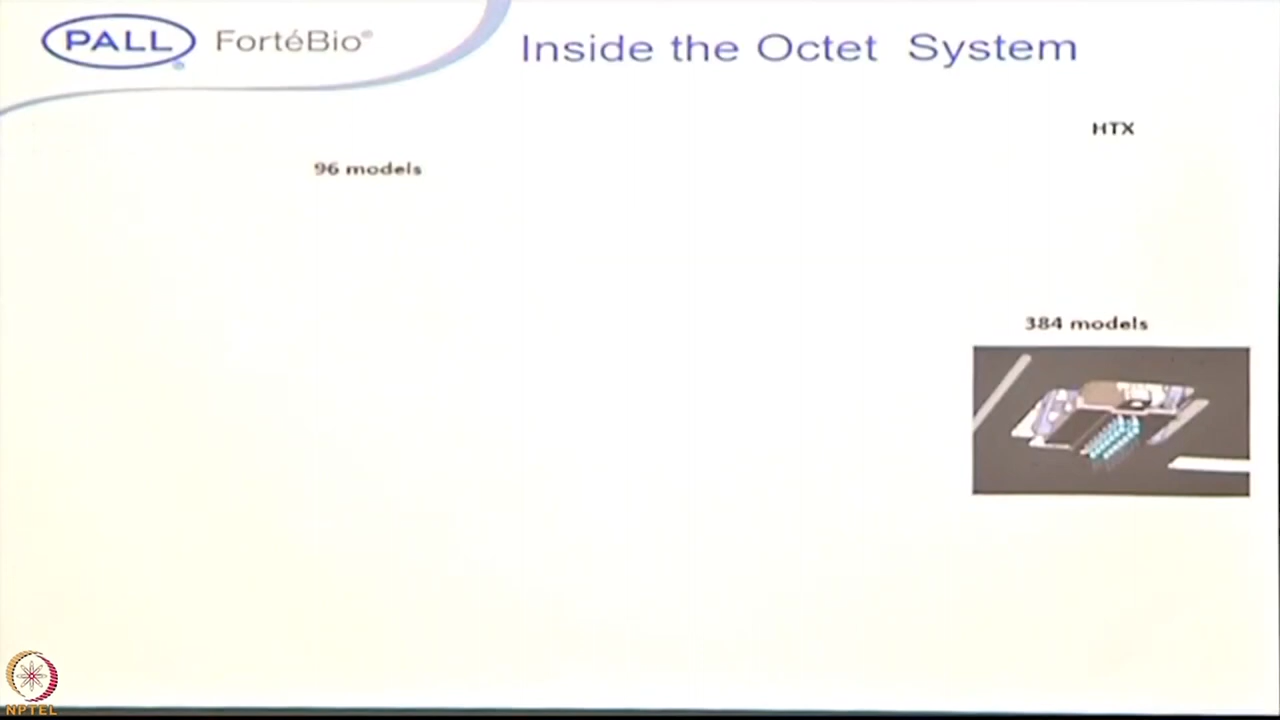 PALL FortéBio®
Inside the Octet System
HTX
96 models
384 models
NPTEL